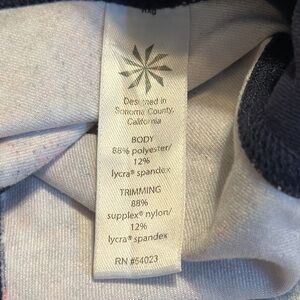 Designed in
Sonoma County,
California
BODY
88% polyester/
12%
lycra® spandex
TRIMMING
88%
supplex® nylon/
12%
lycra® spandex
RN #54023